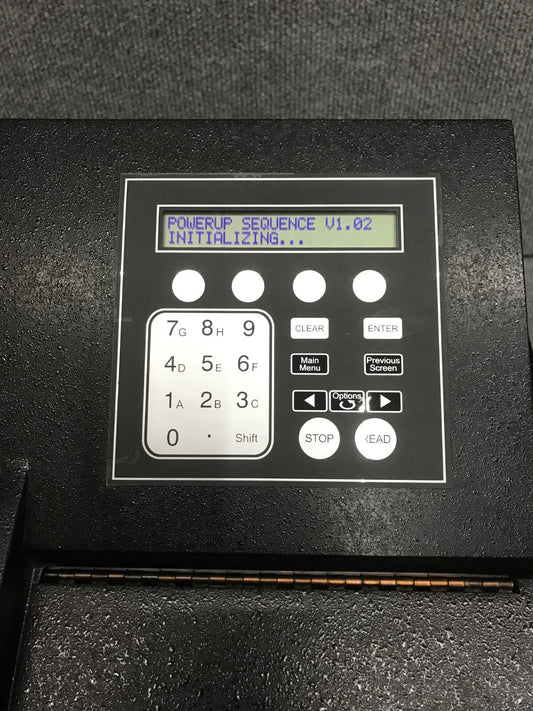 POWERUP SEQUENCE V1.02
INITIALIZING...
7G 8H 9
CLEAR
ENTER
4D 5E 6F
Main
Menu
Previous
Screen
1A 2B 3C
Options
0 . Shift
STOP
READ